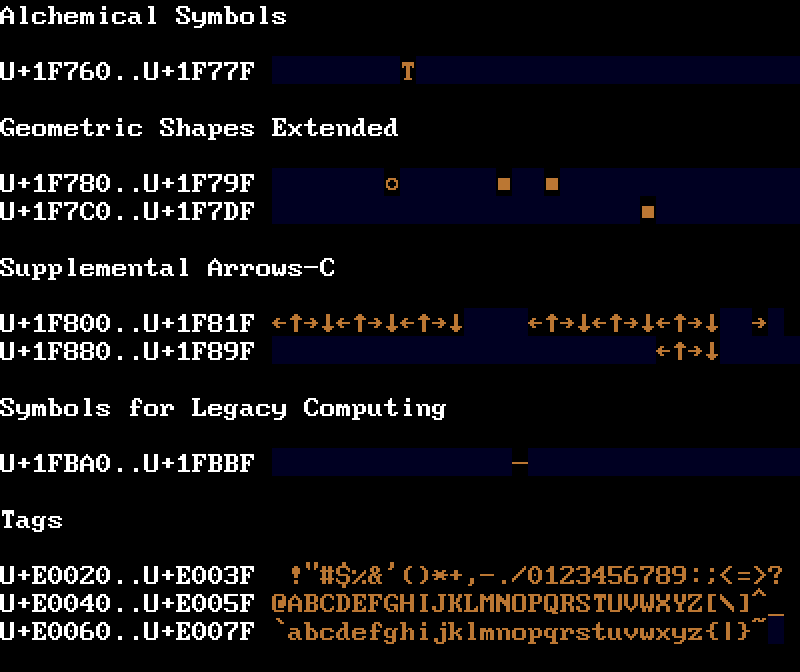 Alchemical Symbols
U+1F760..U+1F77F T
Geometric Shapes Extended
U+1F780..U+1F79F o ■ ■
U+1F7C0..U+1F7DF ■
Supplemental Arrows-C
U+1F800..U+1F81F ←↑→↓←↑→↓←↑→↓ ←↑→↓←↑→↓←↑→↓ →
U+1F880..U+1F89F ←↑→↓
Symbols for Legacy Computing
U+1FBA0..U+1FBBF ─
Tags
U+E0020..U+E003F !"#$%&'()*+,-./0123456789:;<=>?
U+E0040..U+E005F @ABCDEFGHIJKLMNOPQRSTUVWXYZ[\]^_
U+E0060..U+E007F `abcdefghijklmnopqrstuvwxyz{|}~